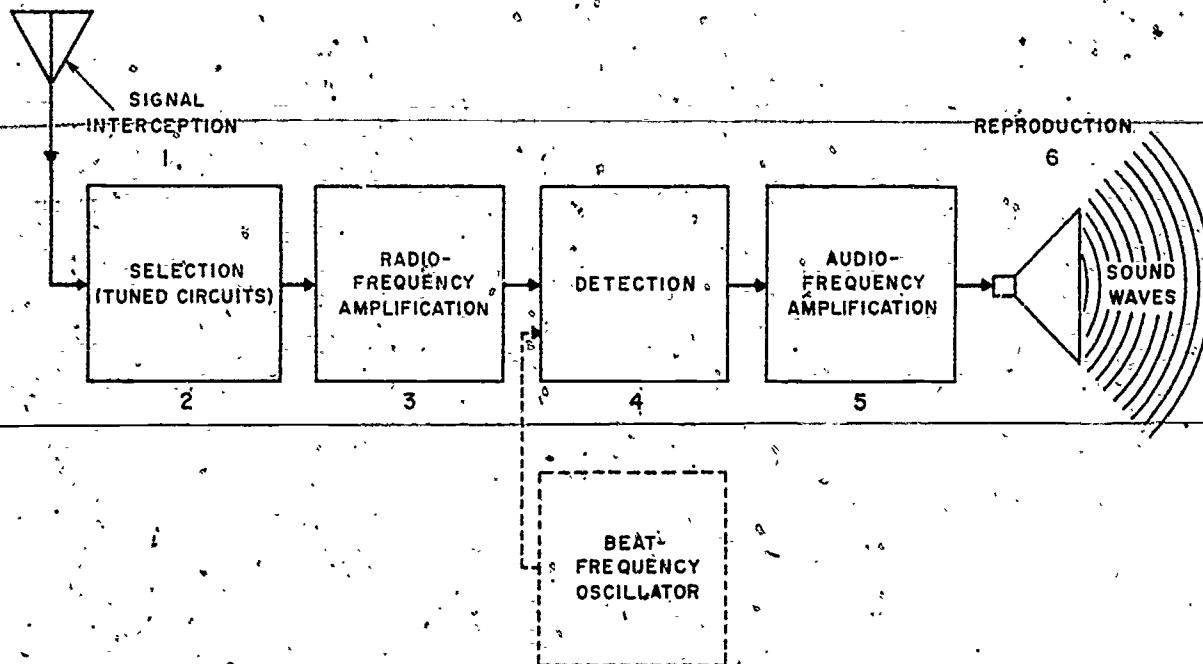 SIGNAL
INTERCEPTION
1
REPRODUCTION
6
SELECTION
(TUNED CIRCUITS)
2
RADIO-
FREQUENCY
AMPLIFICATION
3
DETECTION
4
AUDIO-
FREQUENCY
AMPLIFICATION
5
SOUND
WAVES
BEAT-
FREQUENCY
OSCILLATOR